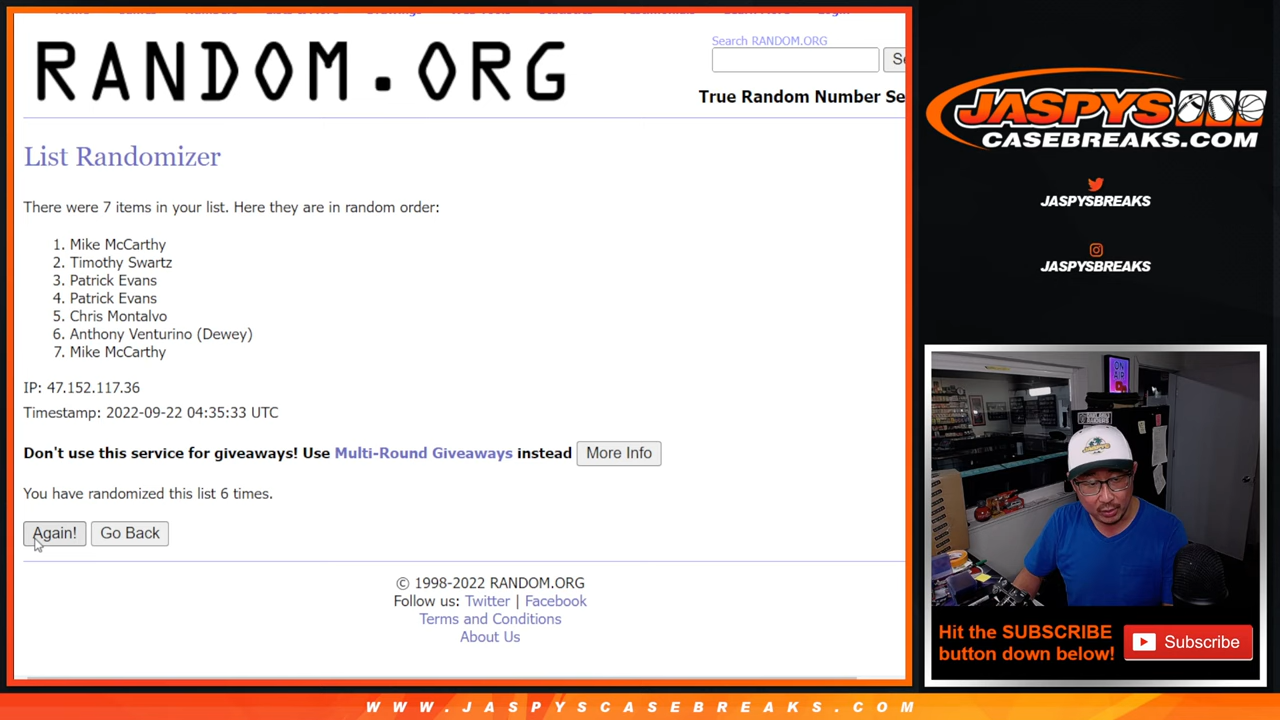 RANDOM.ORG
Search RANDOM.ORG
True Random Number Se
List Randomizer
There were 7 items in your list. Here they are in random order:
1. Mike McCarthy
2. Timothy Swartz
3. Patrick Evans
4. Patrick Evans
5. Chris Montalvo
6. Anthony Venturino (Dewey)
7. Mike McCarthy
IP: 47.152.117.36
Timestamp: 2022-09-22 04:35:33 UTC
Don't use this service for giveaways! Use Multi-Round Giveaways instead More Info
You have randomized this list 6 times.
Again! Go Back
© 1998-2022 RANDOM.ORG
Follow us: Twitter | Facebook
Terms and Conditions
About Us
JASPYS
CASEBREAKS.COM
JASPYSBREAKS
JASPYSBREAKS
ON
AIR
Hit the SUBSCRIBE
button down below!
Subscribe
WWW.JASPYSCASEBREAKS.COM